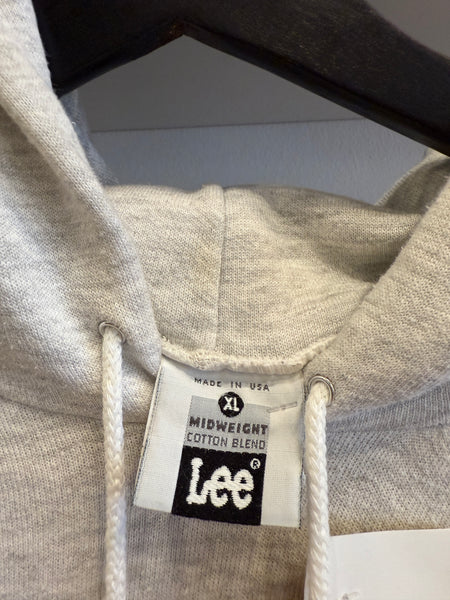 MADE IN USA
XL
MIDWEIGHT
COTTON BLEND
Lee®